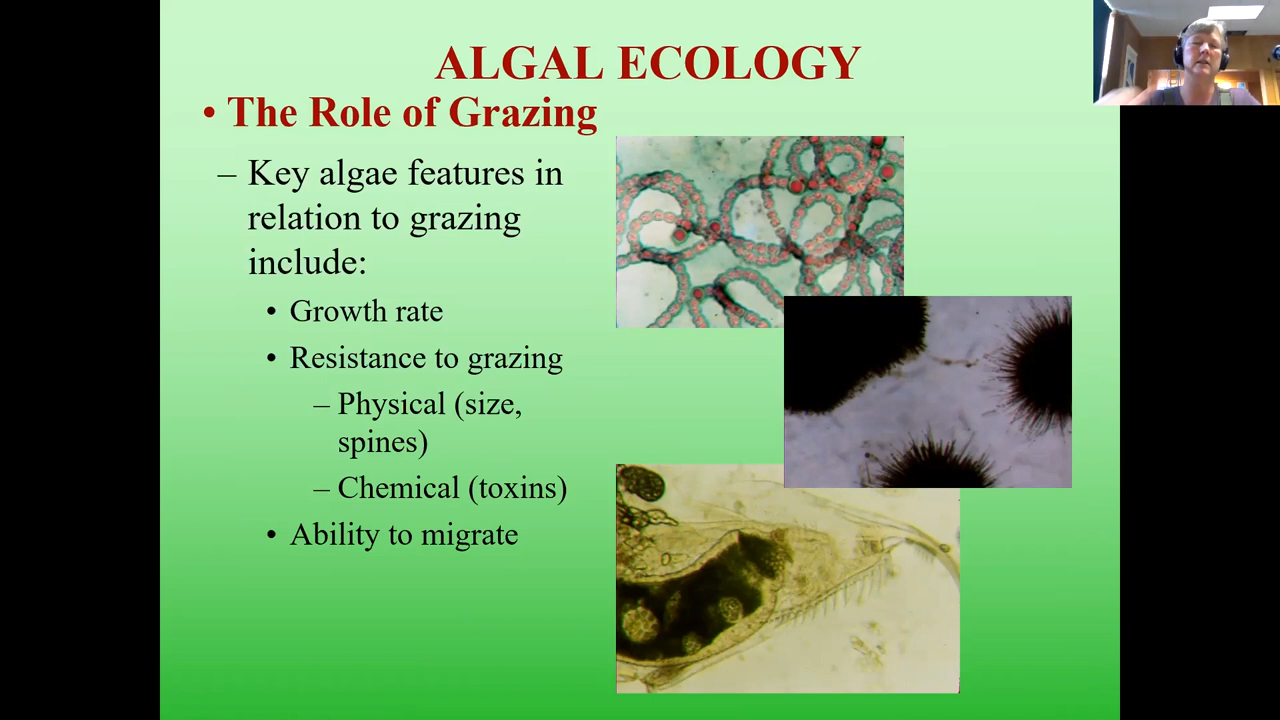 ALGAL ECOLOGY
• The Role of Grazing
– Key algae features in
relation to grazing
include:
• Growth rate
• Resistance to grazing
– Physical (size,
spines)
– Chemical (toxins)
• Ability to migrate